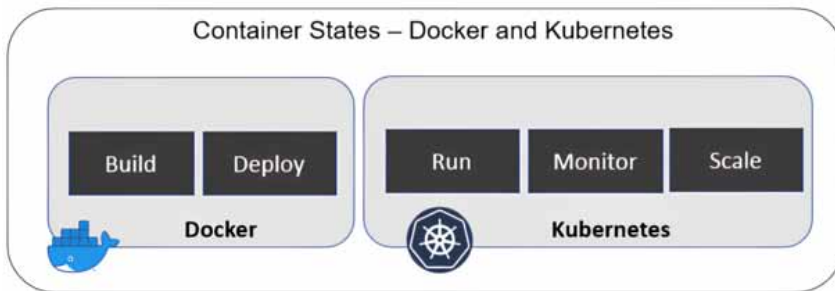 Container States – Docker and Kubernetes
Build
Deploy
Docker
Run
Monitor
Scale
Kubernetes